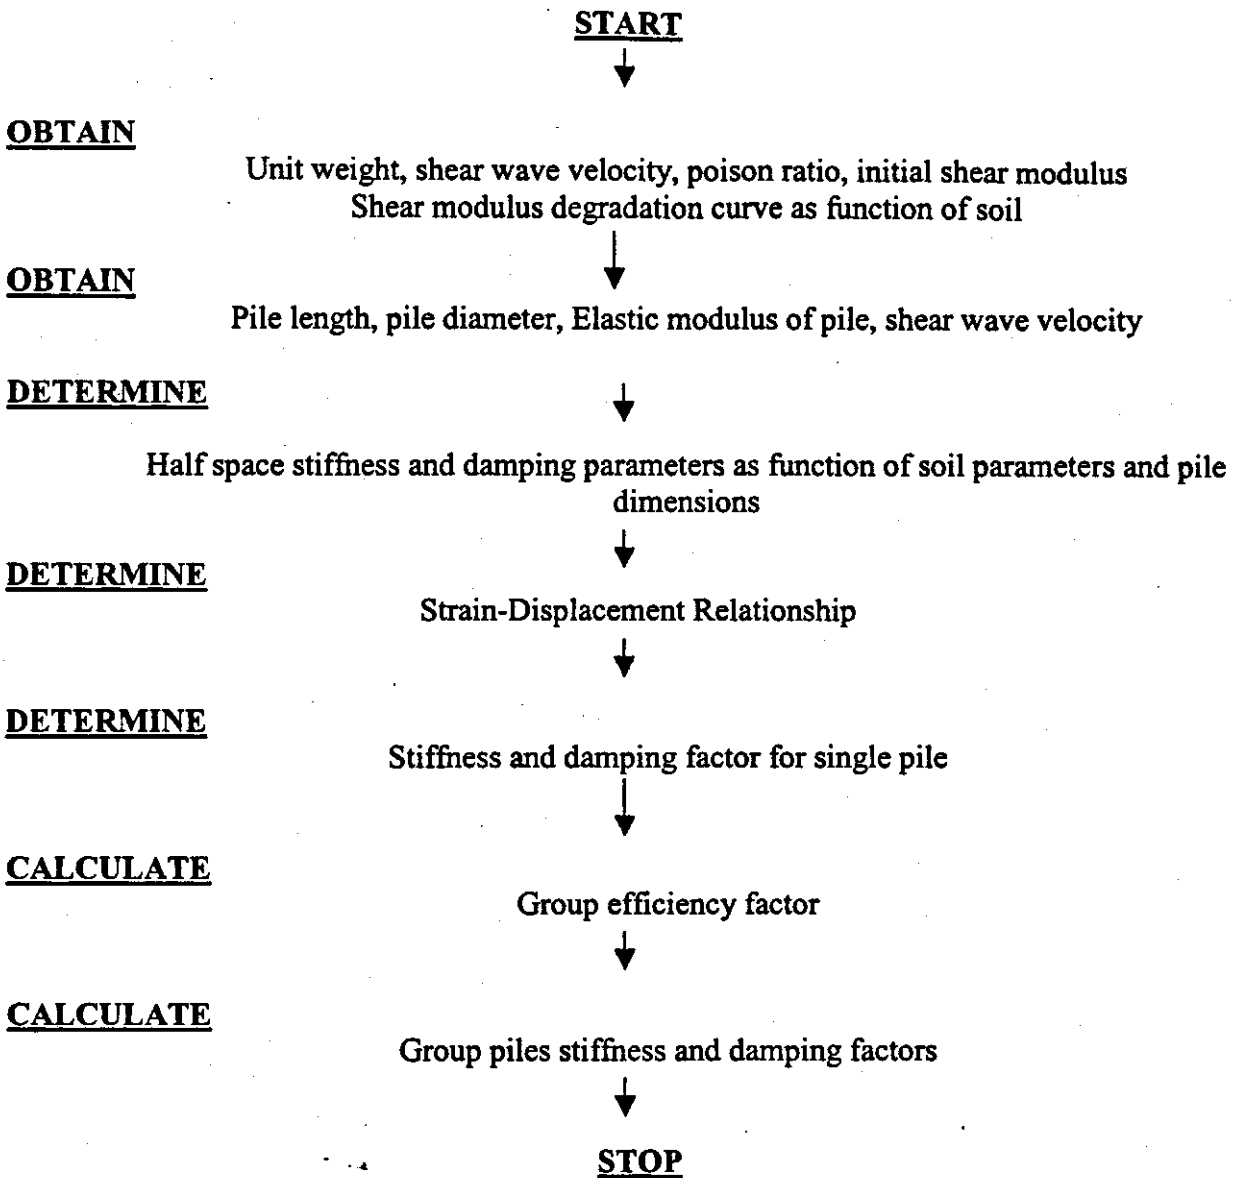 START
OBTAIN
Unit weight, shear wave velocity, poison ratio, initial shear modulus
Shear modulus degradation curve as function of soil
OBTAIN
Pile length, pile diameter, Elastic modulus of pile, shear wave velocity
DETERMINE
Half space stiffness and damping parameters as function of soil parameters and pile
dimensions
DETERMINE
Strain-Displacement Relationship
DETERMINE
Stiffness and damping factor for single pile
CALCULATE
Group efficiency factor
CALCULATE
Group piles stiffness and damping factors
STOP